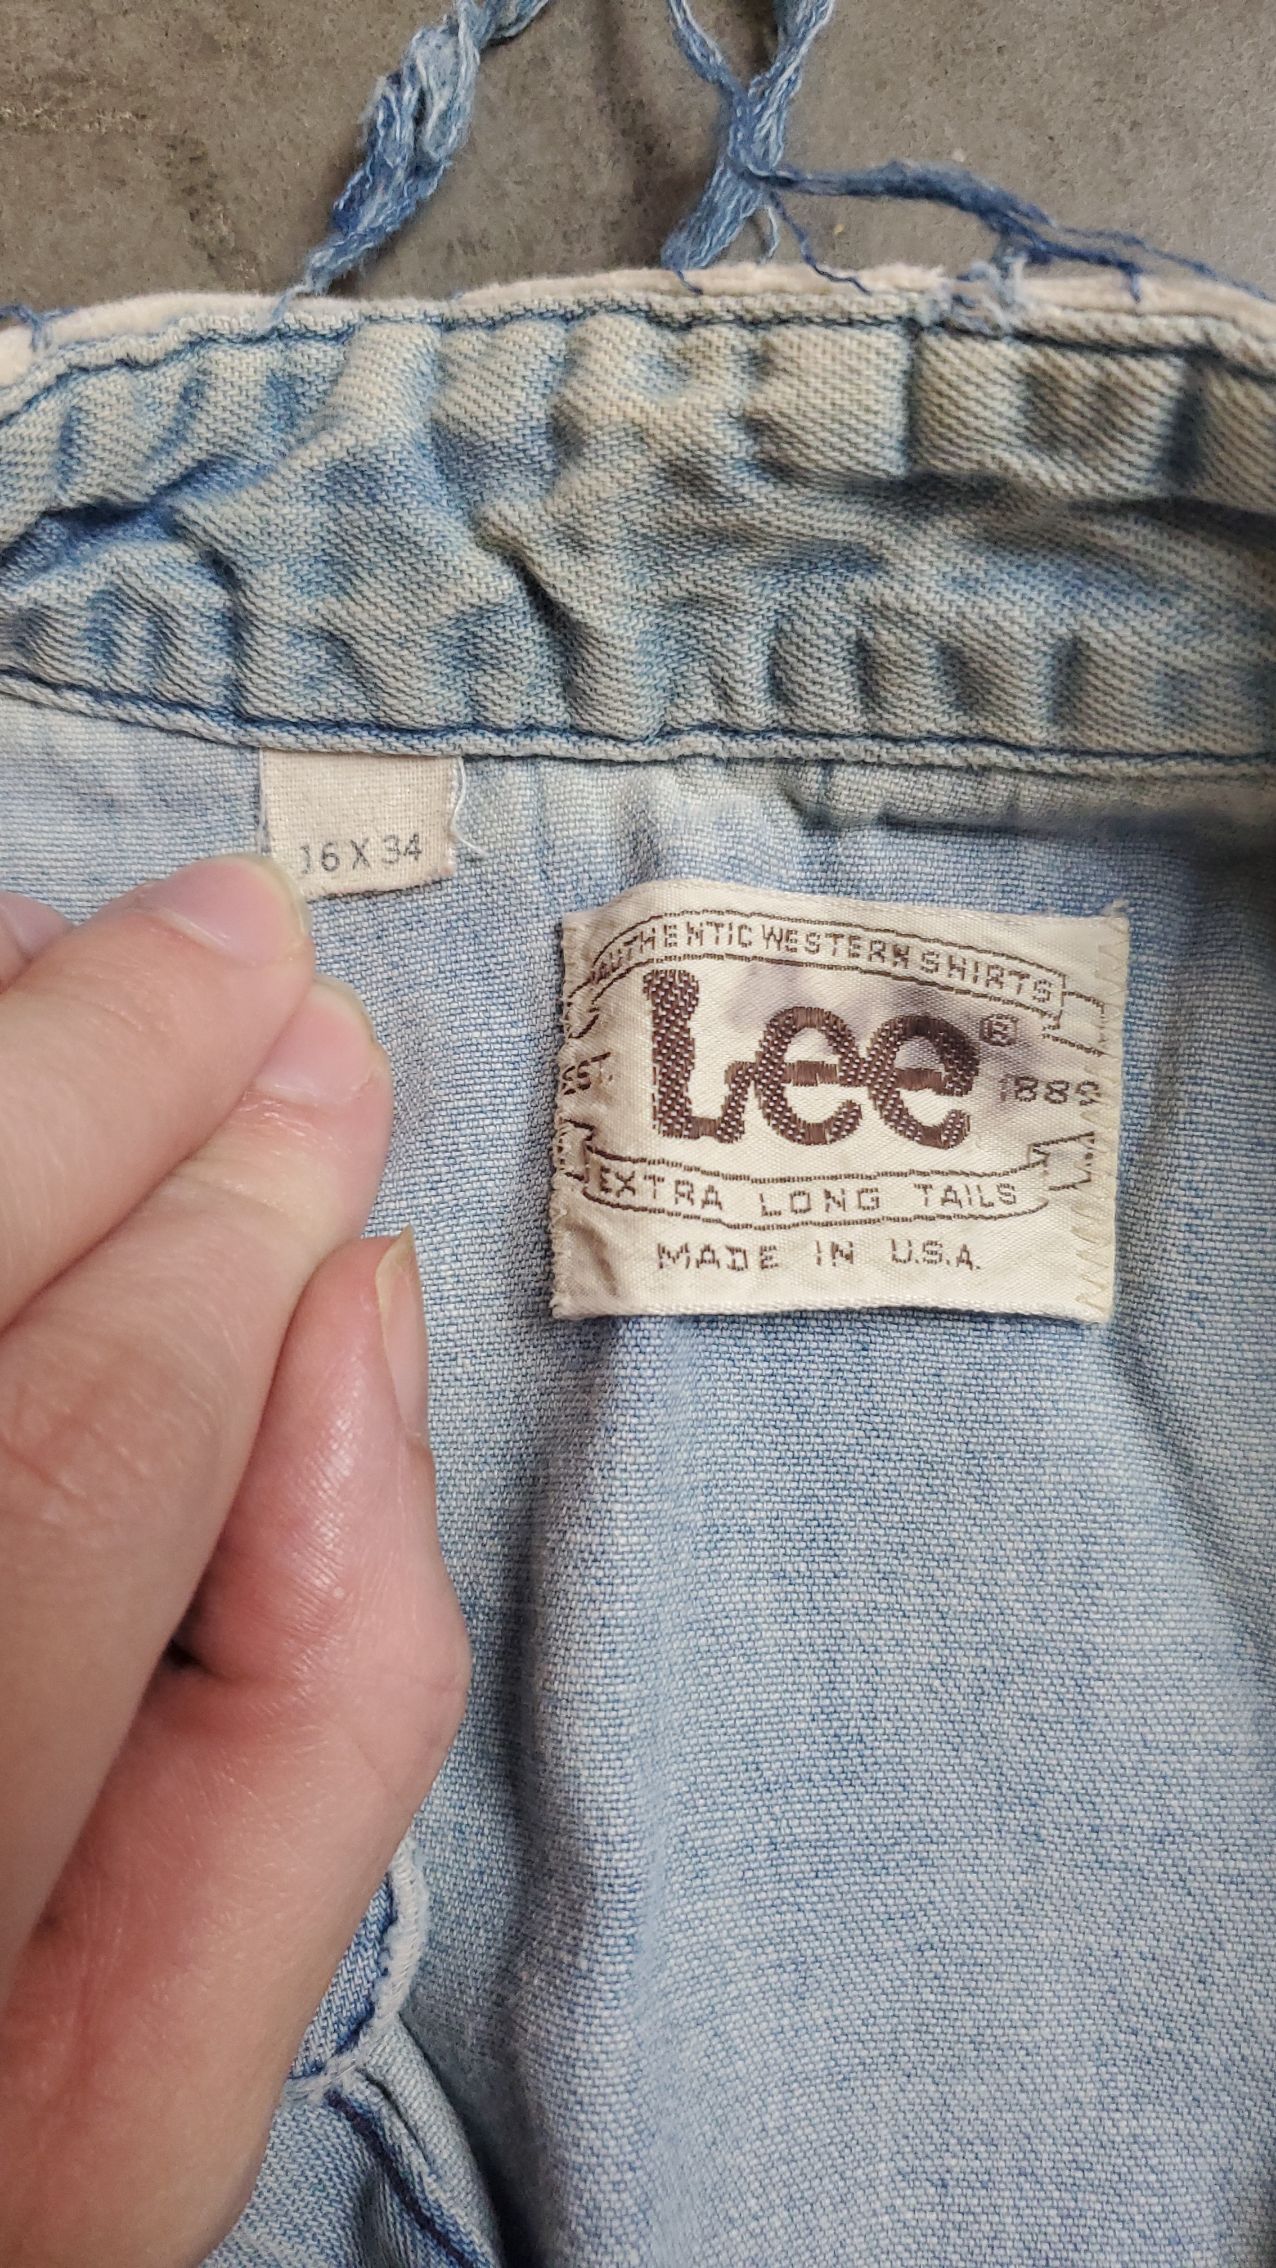 16 X 34
AUTHENTIC WESTERN SHIRTS
Lee®
EST. 1889
EXTRA LONG TAILS
MADE IN U.S.A.